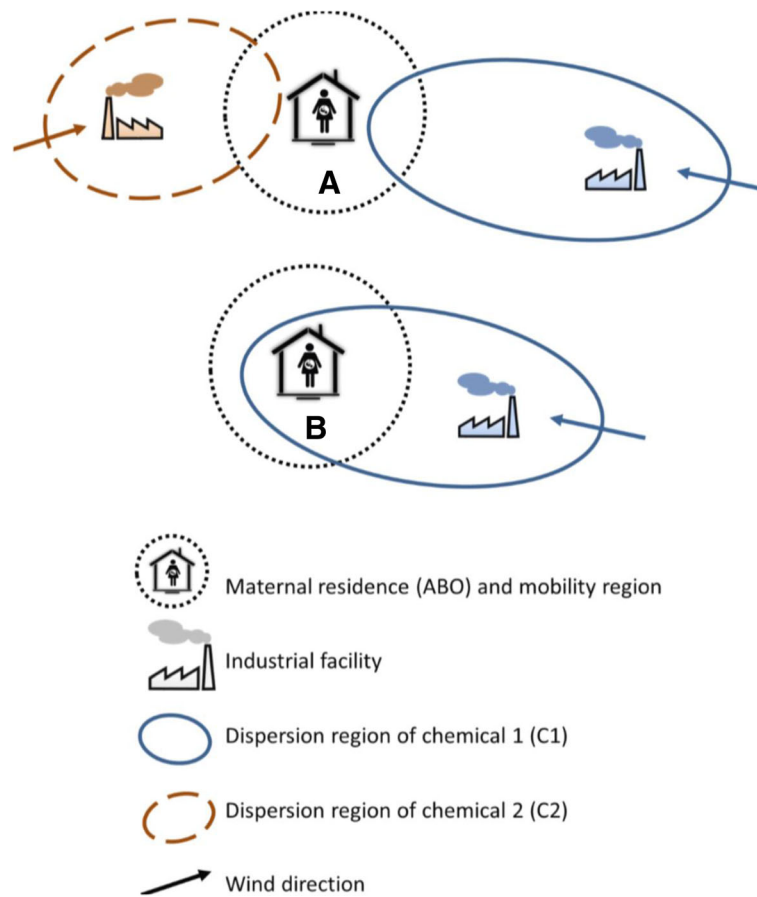 A
B
Maternal residence (ABO) and mobility region
Industrial facility
Dispersion region of chemical 1 (C1)
Dispersion region of chemical 2 (C2)
Wind direction